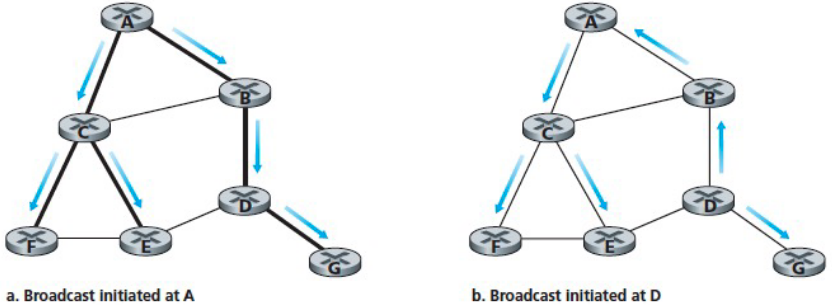 A
B
C
D
F
E
G
a. Broadcast initiated at A
A
B
C
D
F
E
G
b. Broadcast initiated at D